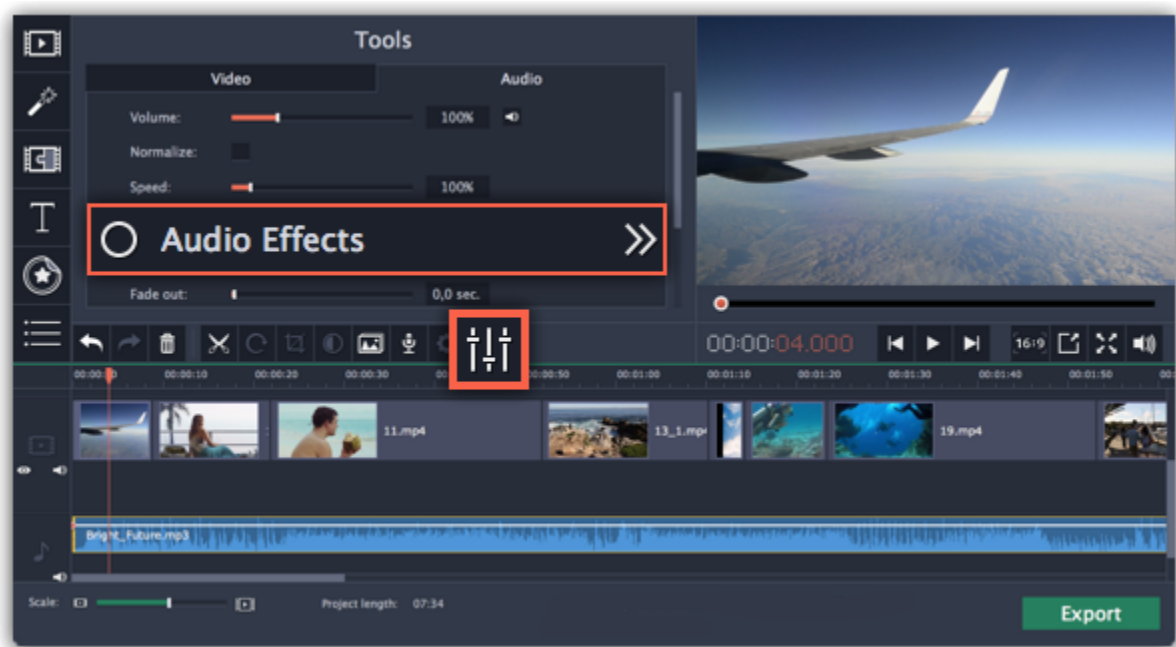 Tools
Video Audio
Volume: 100%
Normalize:
Speed: 100%
Audio Effects
Fade out: 0,0 sec.
T
00:00:04.000 16:9
00:00:10 00:00:20 00:00:30 00:00:50 00:01:00 00:01:10 00:01:20 00:01:30 00:01:40 00:01:50
11.mp4 13_1.mp4 19.mp4
Bright_Future.mp3
Scale: Project length: 07:34
Export